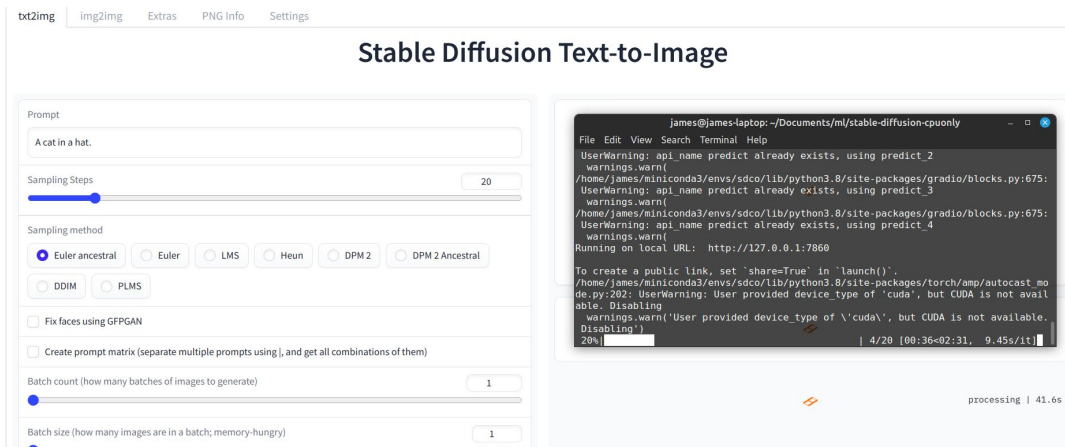 txt2img img2img Extras PNG Info Settings
Stable Diffusion Text-to-Image
Prompt
A cat in a hat.
Sampling Steps
20
Sampling method
Euler ancestral Euler LMS Heun DPM 2 DPM 2 Ancestral
DDIM PLMS
Fix faces using GFPGAN
Create prompt matrix (separate multiple prompts using |, and get all combinations of them)
Batch count (how many batches of images to generate)
1
Batch size (how many images are in a batch; memory-hungry)
1
james@james-laptop: ~/Documents/ml/stable-diffusion-cpuonly
File Edit View Search Terminal Help
UserWarning: api_name predict already exists, using predict_2
warnings.warn(
/home/james/miniconda3/envs/sdco/lib/python3.8/site-packages/gradio/blocks.py:675:
UserWarning: api_name predict already exists, using predict_3
warnings.warn(
/home/james/miniconda3/envs/sdco/lib/python3.8/site-packages/gradio/blocks.py:675:
UserWarning: api_name predict already exists, using predict_4
warnings.warn(
Running on local URL:  http://127.0.0.1:7860
To create a public link, set `share=True` in `launch()`.
/home/james/miniconda3/envs/sdco/lib/python3.8/site-packages/torch/amp/autocast_mo
de.py:202: UserWarning: User provided device_type of 'cuda', but CUDA is not avail
able. Disabling
warnings.warn('User provided device_type of \'cuda\', but CUDA is not available.
Disabling')
20%| | 4/20 [00:36<02:31,  9.45s/it]
processing | 41.6s